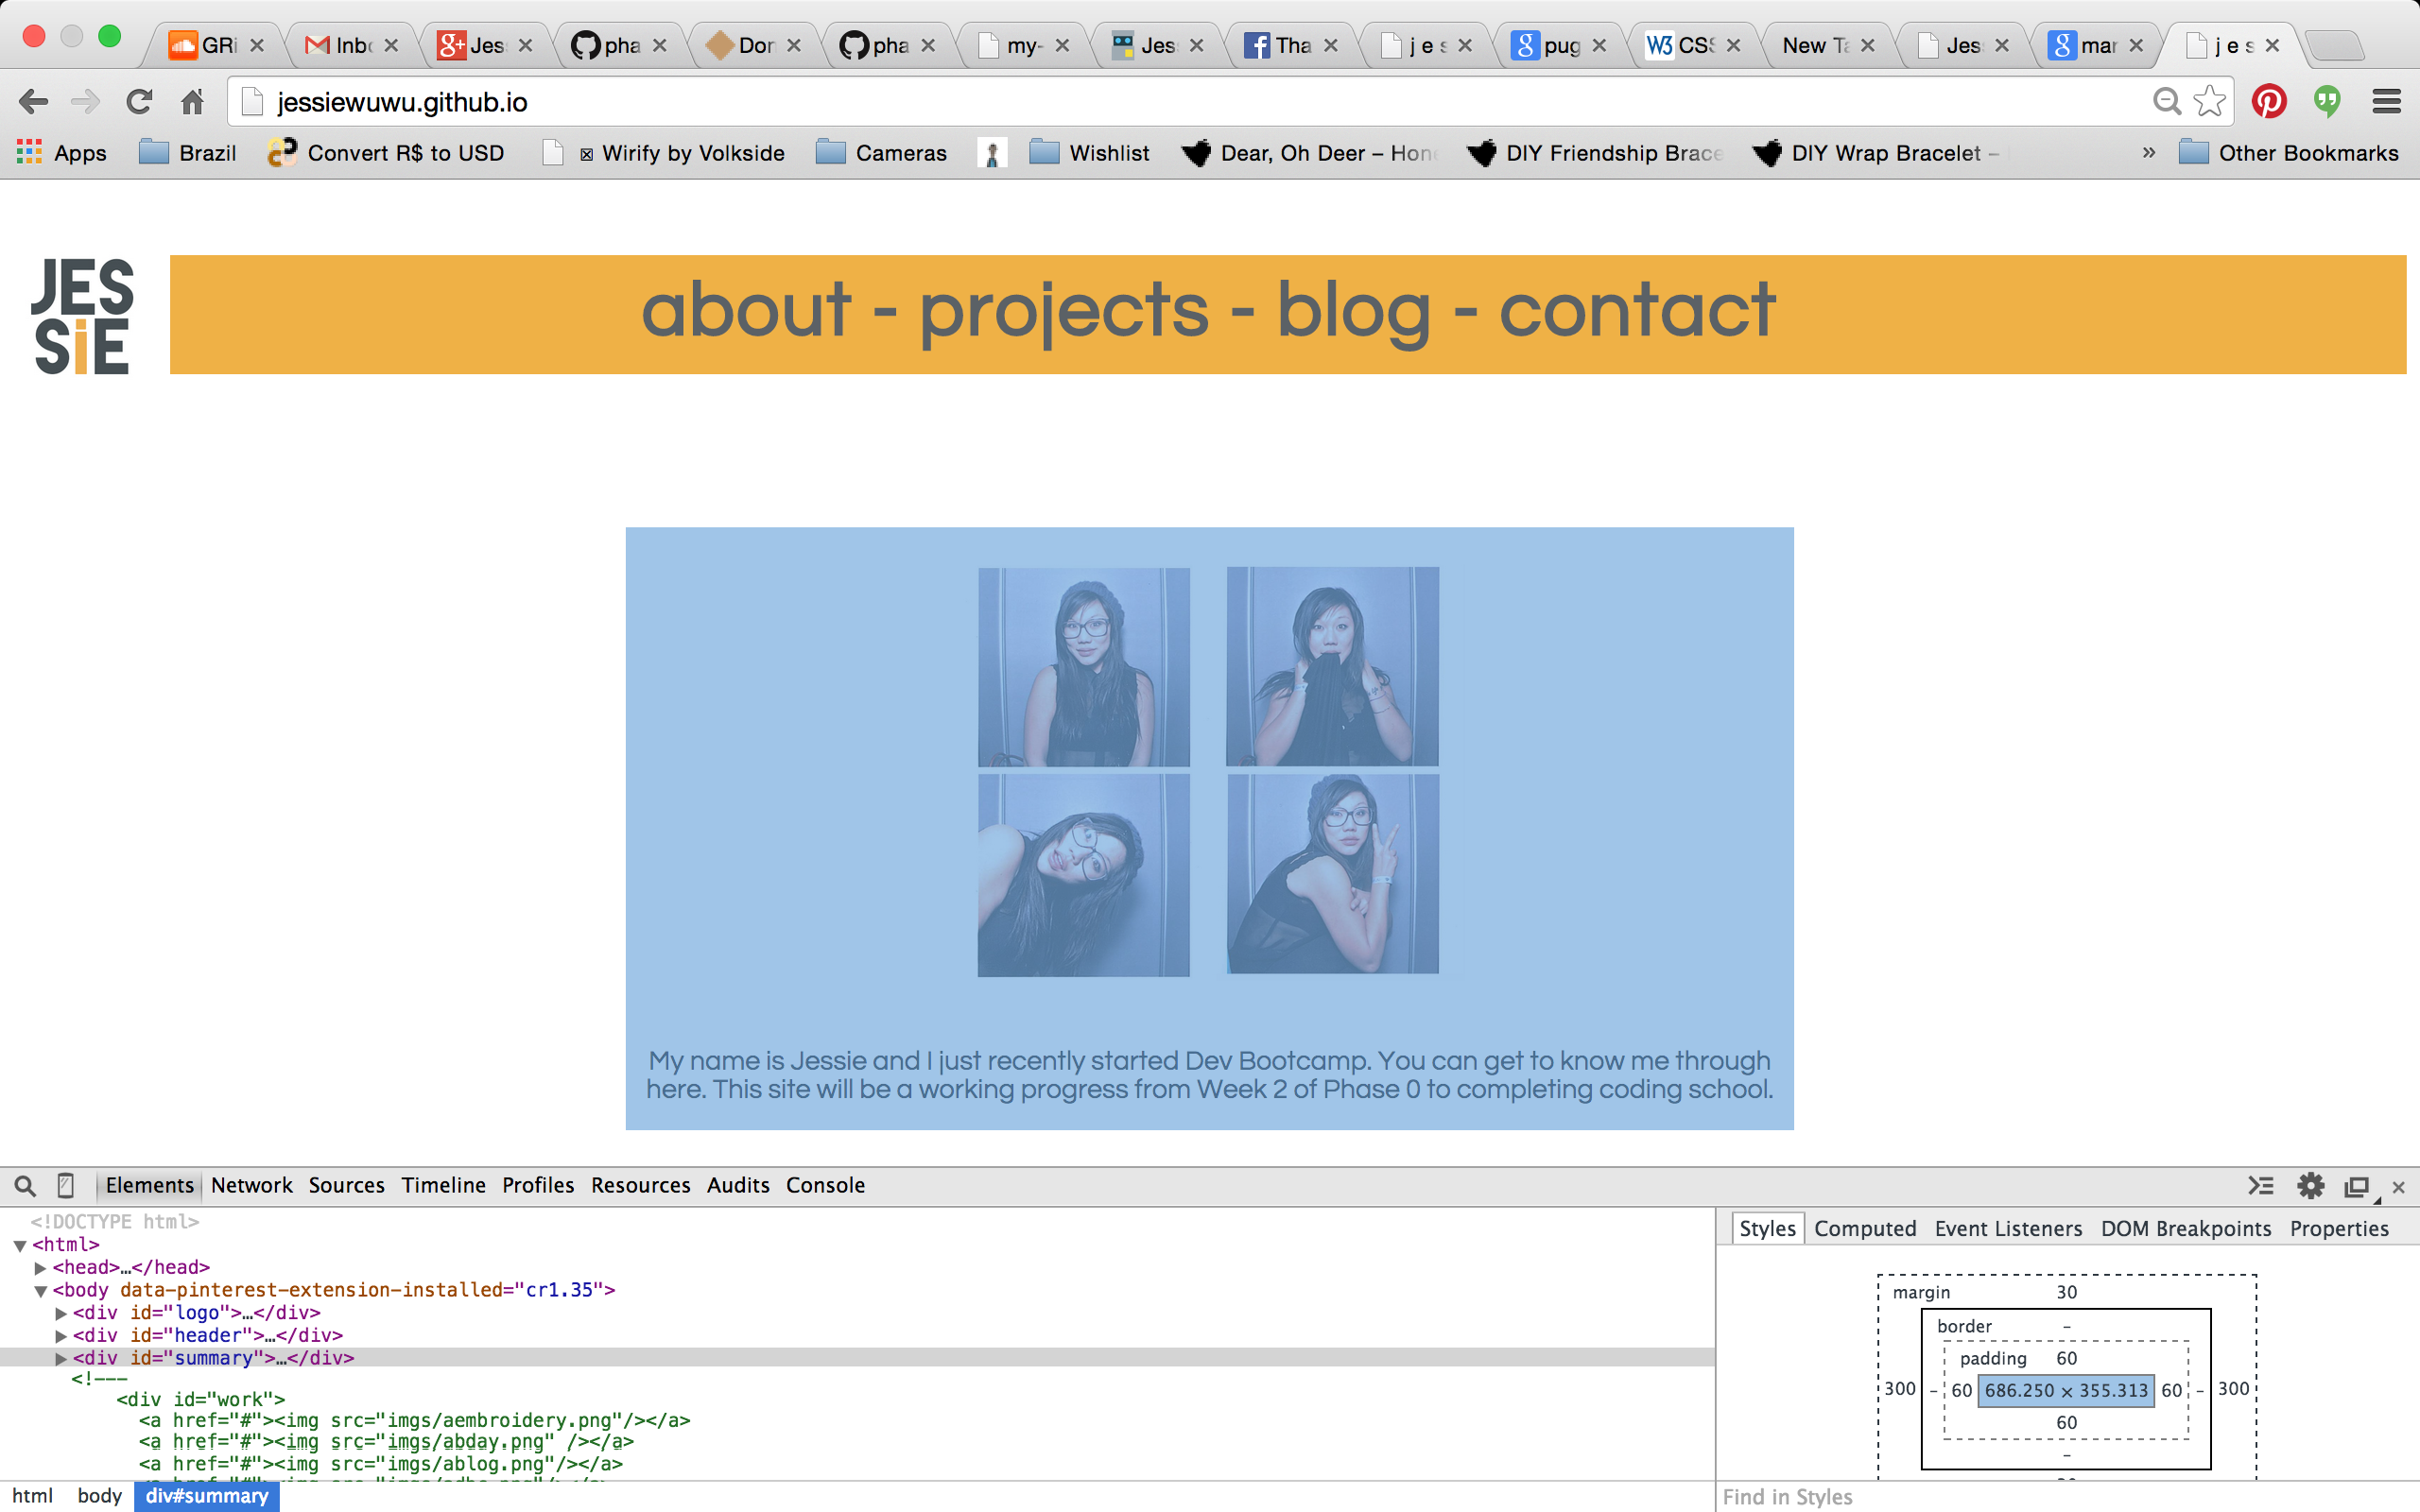 GRi Inbo Jes pha Dor pha my- Jes Tha j e s pug W3 CSS New Ta Jes mar j e s
jessiewuwu.github.io
Apps Brazil Convert R$ to USD Wirify by Volkside Cameras Wishlist Dear, Oh Deer – Hone DIY Friendship Brace DIY Wrap Bracelet – » Other Bookmarks
JES
SiE
about - projects - blog - contact
My name is Jessie and I just recently started Dev Bootcamp. You can get to know me through
here. This site will be a working progress from Week 2 of Phase 0 to completing coding school.
Elements Network Sources Timeline Profiles Resources Audits Console
<!DOCTYPE html>
<html>
<head>…</head>
<body data-pinterest-extension-installed="cr1.35">
<div id="logo">…</div>
<div id="header">…</div>
<div id="summary">…</div>
<!---
<div id="work">
<a href="#"><img src="imgs/aembroidery.png"/></a>
<a href="#"><img src="imgs/abday.png" /></a>
<a href="#"><img src="imgs/ablog.png"/></a>
html body div#summary
Styles Computed Event Listeners DOM Breakpoints Properties
margin 30
border –
padding 60
300 – 60 686.250 × 355.313 60 – 300
60
–
Find in Styles